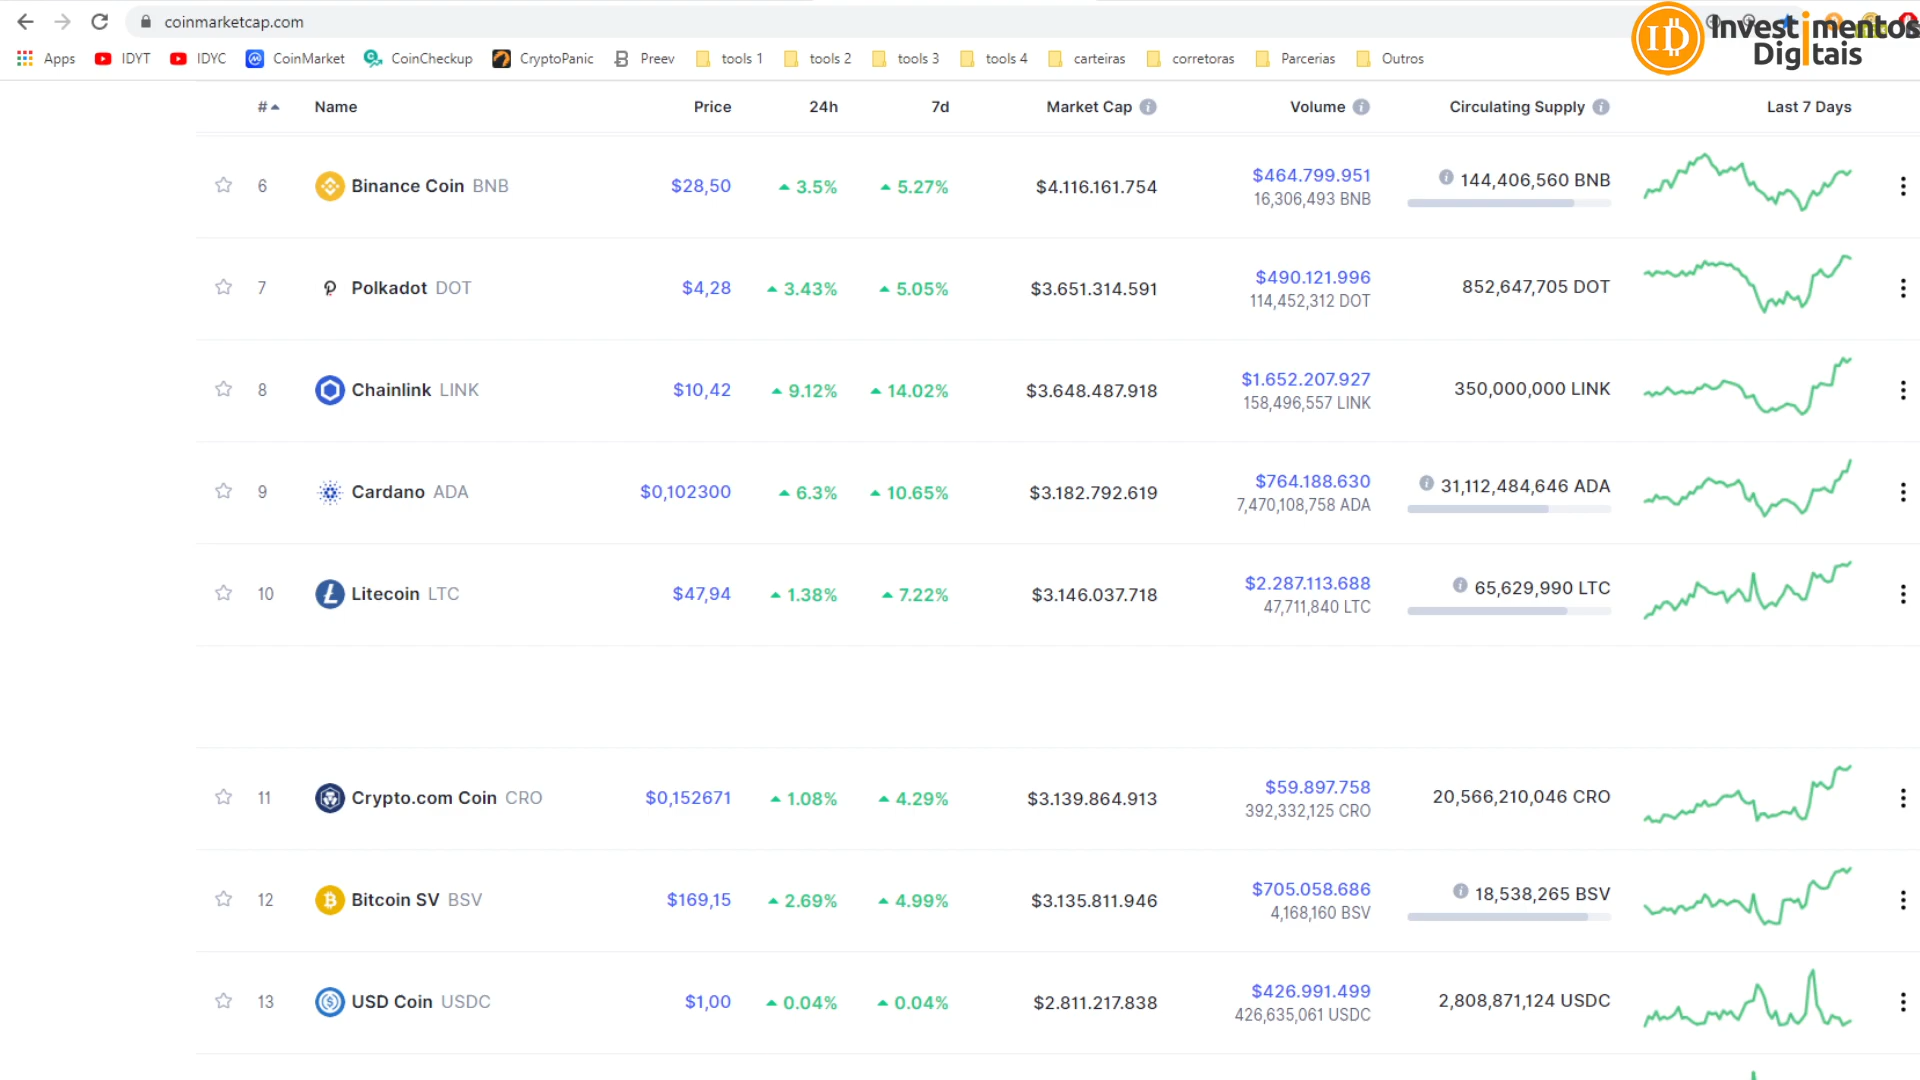 coinmarketcap.com
Investimentos
Digitais
Apps IDYT IDYC CoinMarket CoinCheckup CryptoPanic Preev tools 1 tools 2 tools 3 tools 4 carteiras corretoras Parcerias Outros
# Name Price 24h 7d Market Cap Volume Circulating Supply Last 7 Days
6 Binance Coin BNB $28,50 3.5% 5.27% $4.116.161.754 $464.799.951 144,406,560 BNB
16,306,493 BNB
7 Polkadot DOT $4,28 3.43% 5.05% $3.651.314.591 $490.121.996 852,647,705 DOT
114,452,312 DOT
8 Chainlink LINK $10,42 9.12% 14.02% $3.648.487.918 $1.652.207.927 350,000,000 LINK
158,496,557 LINK
9 Cardano ADA $0,102300 6.3% 10.65% $3.182.792.619 $764.188.630 31,112,484,646 ADA
7,470,108,758 ADA
10 Litecoin LTC $47,94 1.38% 7.22% $3.146.037.718 $2.287.113.688 65,629,990 LTC
47,711,840 LTC
11 Crypto.com Coin CRO $0,152671 1.08% 4.29% $3.139.864.913 $59.897.758 20,566,210,046 CRO
392,332,125 CRO
12 Bitcoin SV BSV $169,15 2.69% 4.99% $3.135.811.946 $705.058.686 18,538,265 BSV
4,168,160 BSV
13 USD Coin USDC $1,00 0.04% 0.04% $2.811.217.838 $426.991.499 2,808,871,124 USDC
426,635,061 USDC